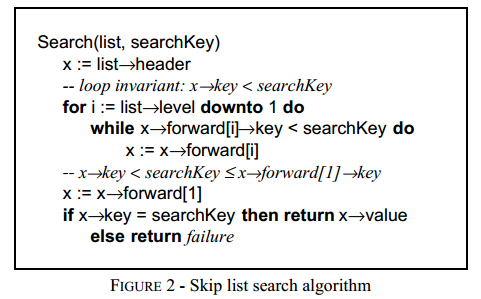 Search(list, searchKey)
x := list→header
-- loop invariant: x→key < searchKey
for i := list→level downto 1 do
while x→forward[i]→key < searchKey do
x := x→forward[i]
-- x→key < searchKey ≤ x→forward[1]→key
x := x→forward[1]
if x→key = searchKey then return x→value
else return failure
FIGURE 2 - Skip list search algorithm